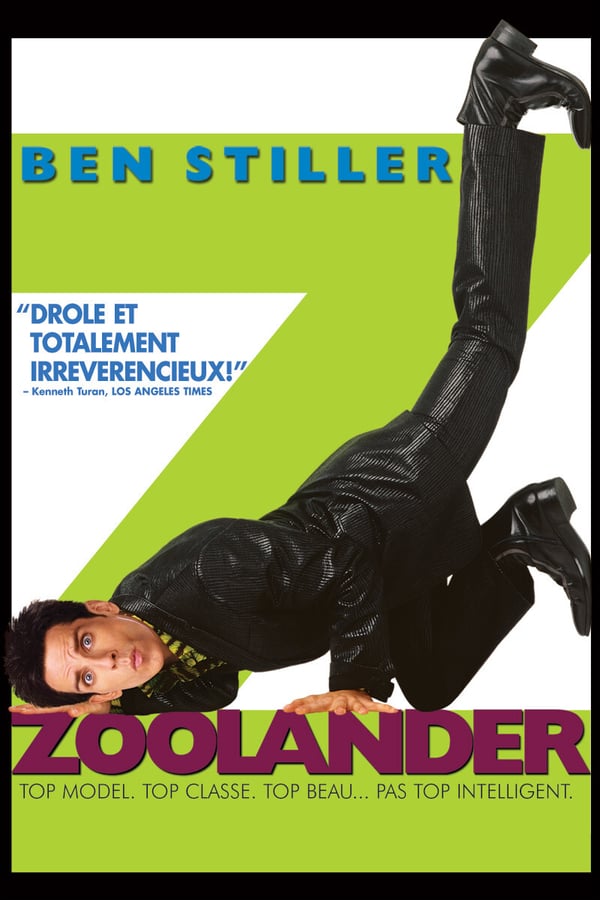 BEN STILLER
“DROLE ET
TOTALEMENT
IRREVERENCIEUX!”
– Kenneth Turan, LOS ANGELES TIMES
ZOOLANDER
TOP MODEL. TOP CLASSE. TOP BEAU... PAS TOP INTELLIGENT.